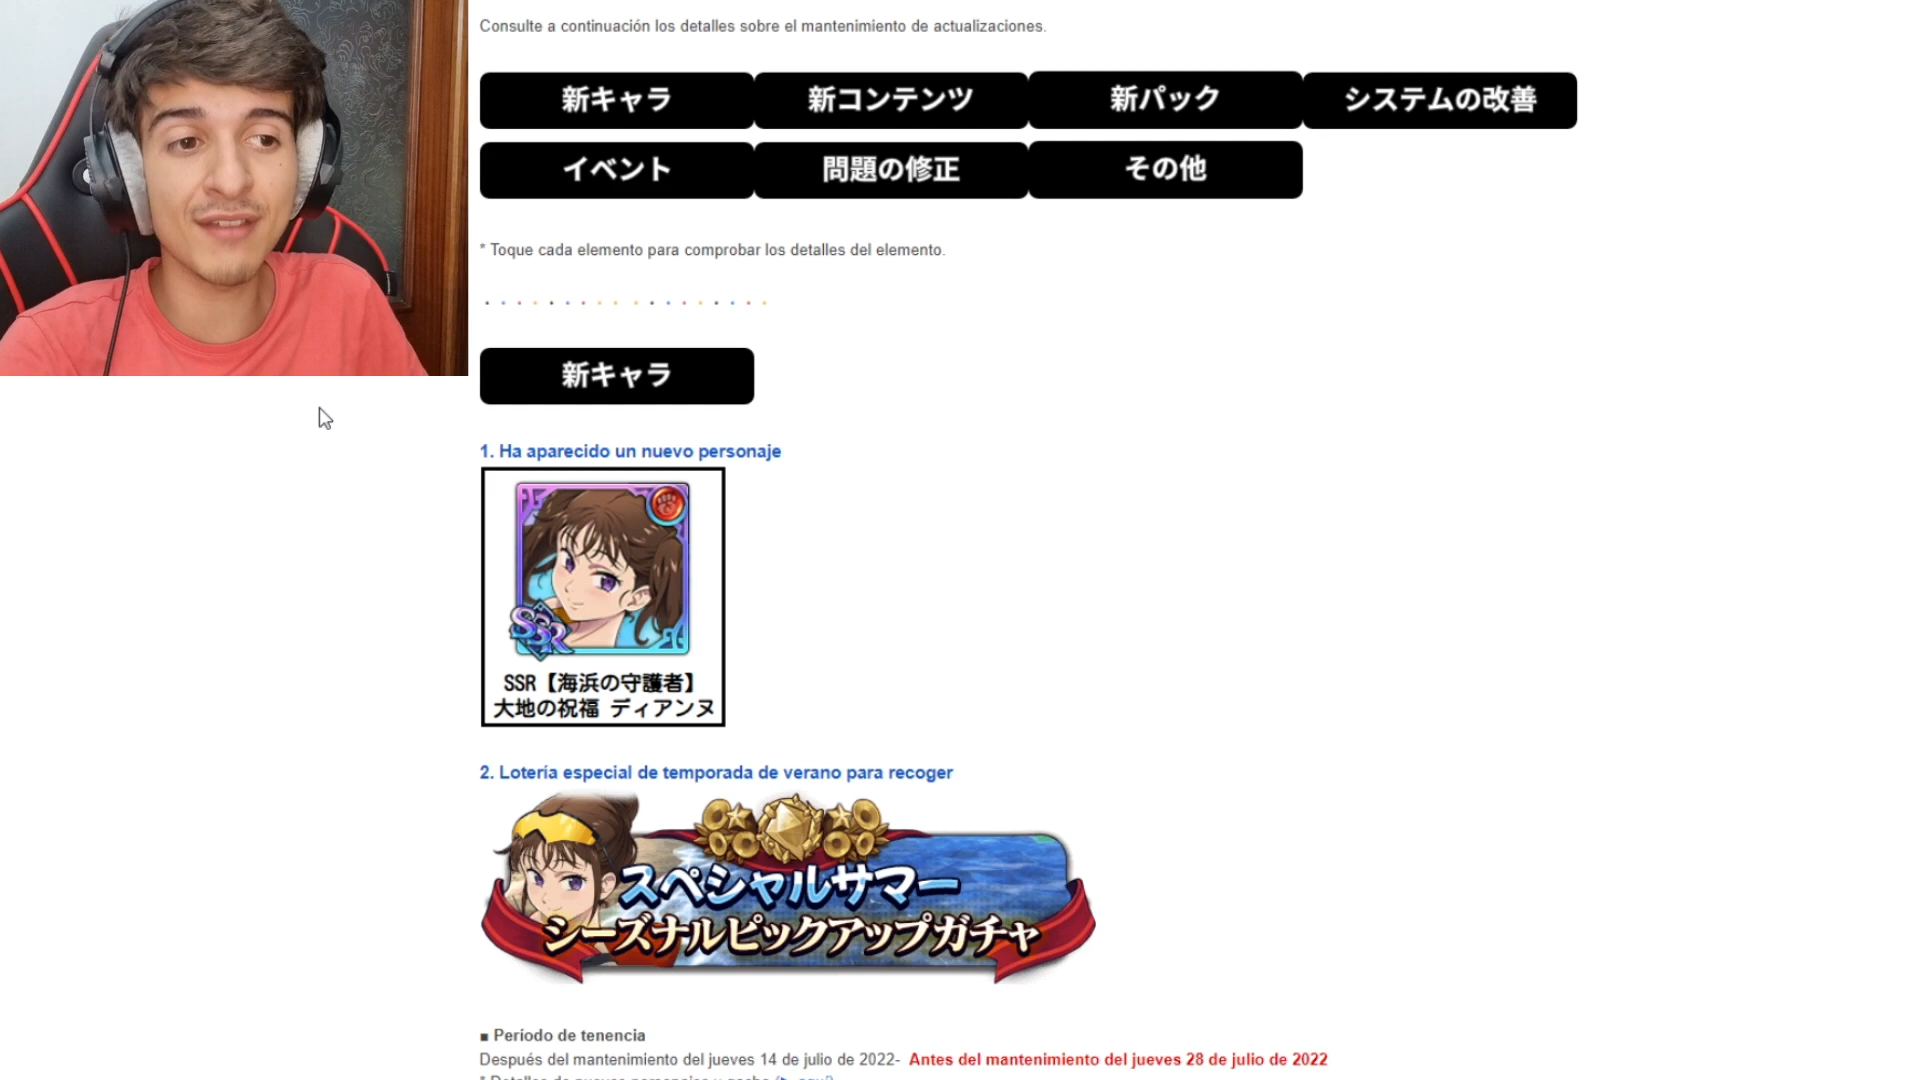 Consulte a continuación los detalles sobre el mantenimiento de actualizaciones.
新キャラ 新コンテンツ 新パック システムの改善
イベント 問題の修正 その他
* Toque cada elemento para comprobar los detalles del elemento.
新キャラ
1. Ha aparecido un nuevo personaje
SSR
SSR【海浜の守護者】
大地の祝福 ディアンヌ
2. Lotería especial de temporada de verano para recoger
スペシャルサマー
シーズナルピックアップガチャ
■ Período de tenencia
Después del mantenimiento del jueves 14 de julio de 2022- Antes del mantenimiento del jueves 28 de julio de 2022